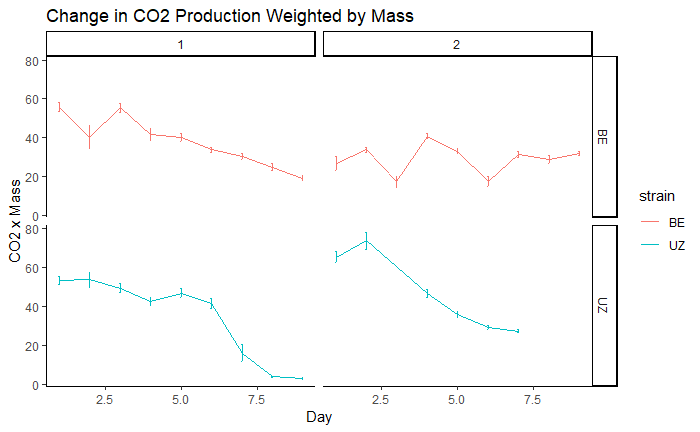 Change in CO2 Production Weighted by Mass
1 2
80
60
40
20
0
BE
80
60
40
20
0
UZ
CO2 x Mass
2.5 5.0 7.5 2.5 5.0 7.5
Day
strain
BE
UZ